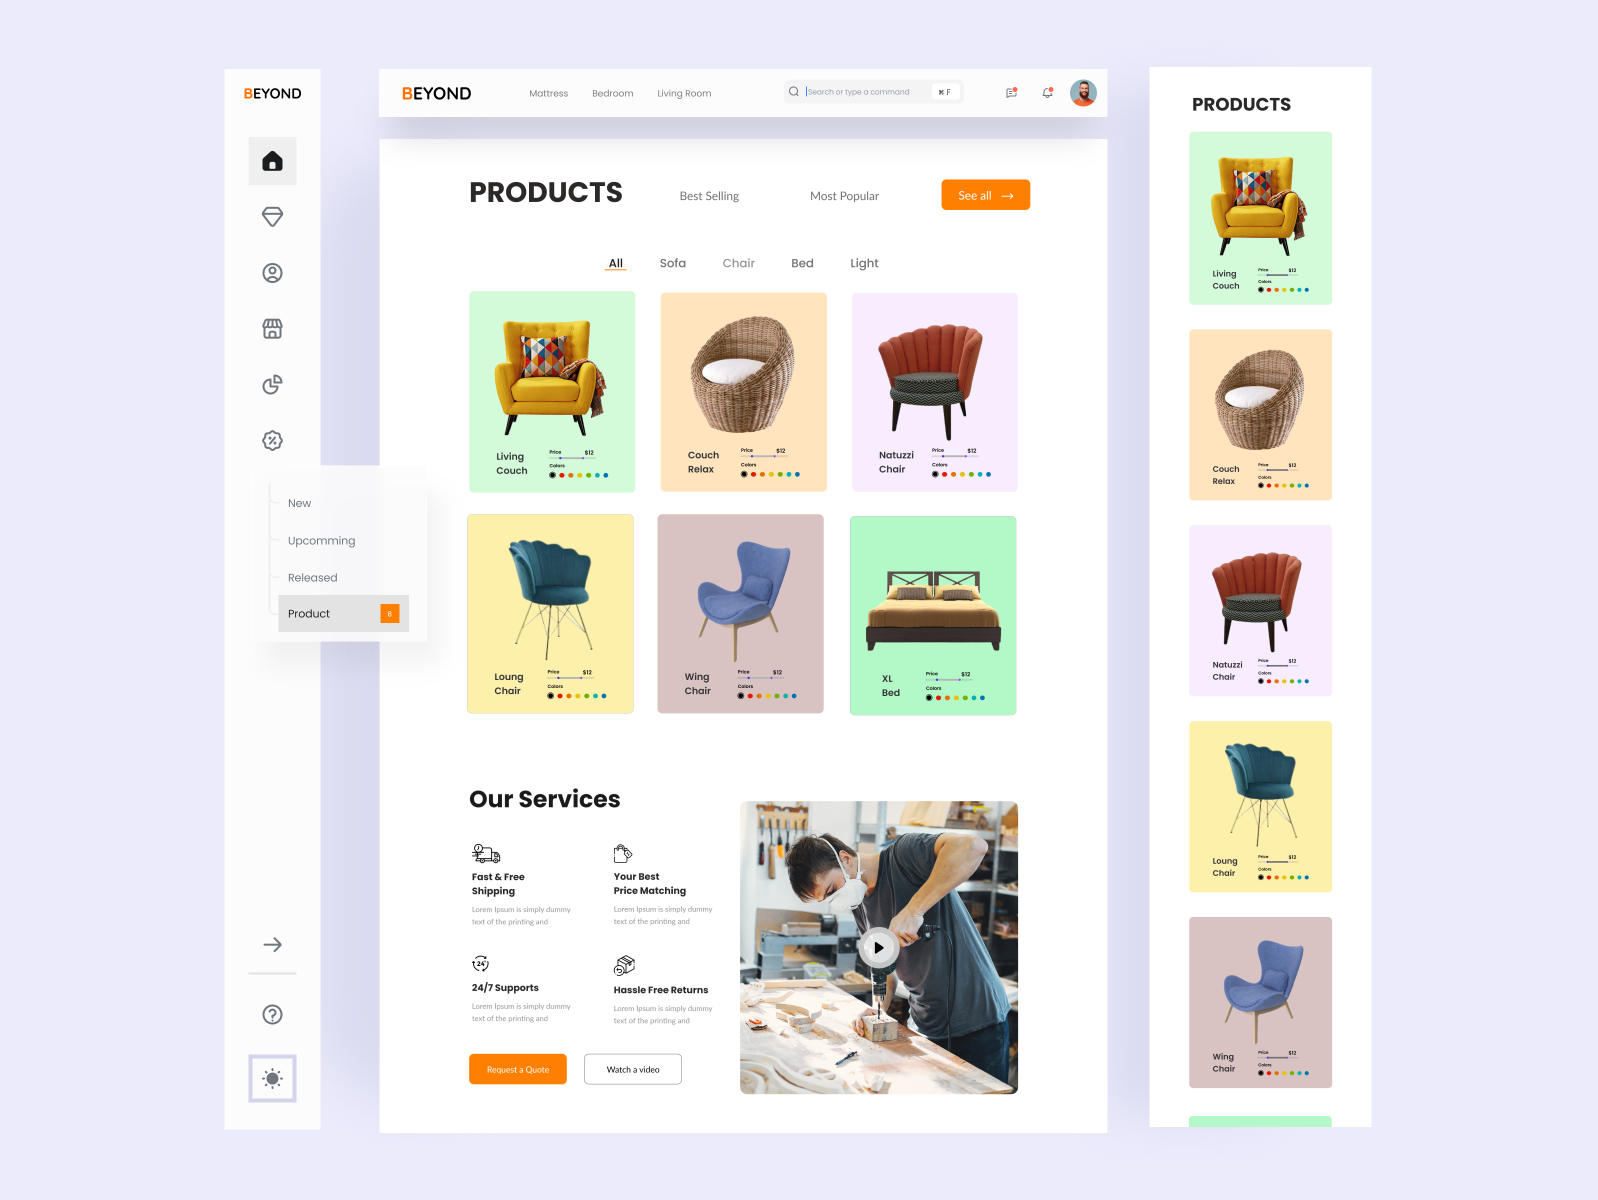 BEYOND
New
Upcomming
Released
Product
8
BEYOND
Mattress
Bedroom
Living Room
Search or type a command
⌘ F
PRODUCTS
Best Selling
Most Popular
See all →
All
Sofa
Chair
Bed
Light
Living
Couch
Price
$12
Colors
Couch
Relax
Price
$12
Colors
Natuzzi
Chair
Price
$12
Colors
Loung
Chair
Price
$12
Colors
Wing
Chair
Price
$12
Colors
XL
Bed
Price
$12
Colors
Our Services
Fast & Free
Shipping
Lorem Ipsum is simply dummy
text of the printing and
Your Best
Price Matching
Lorem Ipsum is simply dummy
text of the printing and
24
24/7 Supports
Lorem Ipsum is simply dummy
text of the printing and
Hassle Free Returns
Lorem Ipsum is simply dummy
text of the printing and
Request a Quote
Watch a video
PRODUCTS
Living
Couch
Price
$12
Colors
Couch
Relax
Price
$12
Colors
Natuzzi
Chair
Price
$12
Colors
Loung
Chair
Price
$12
Colors
Wing
Chair
Price
$12
Colors